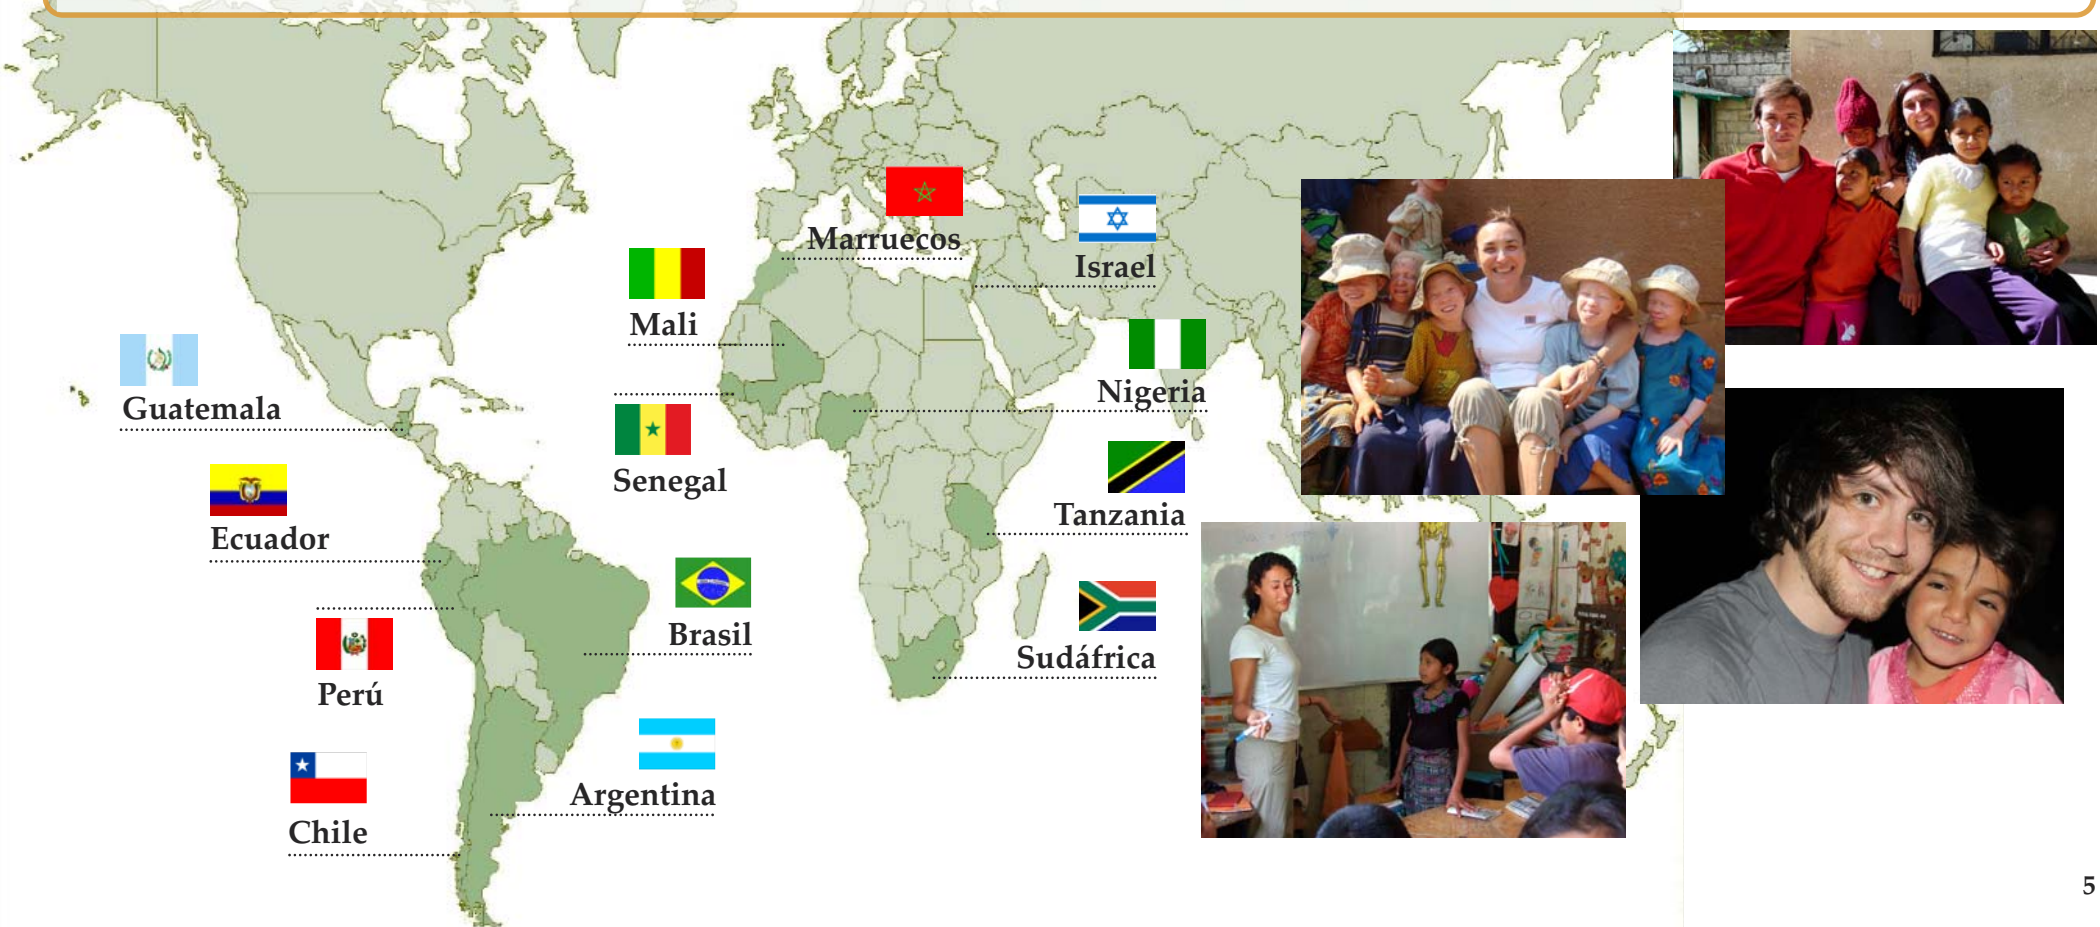 Marruecos
Israel
Mali
Nigeria
Guatemala
Senegal
Tanzania
Ecuador
Brasil
Sudáfrica
Perú
Argentina
Chile
5